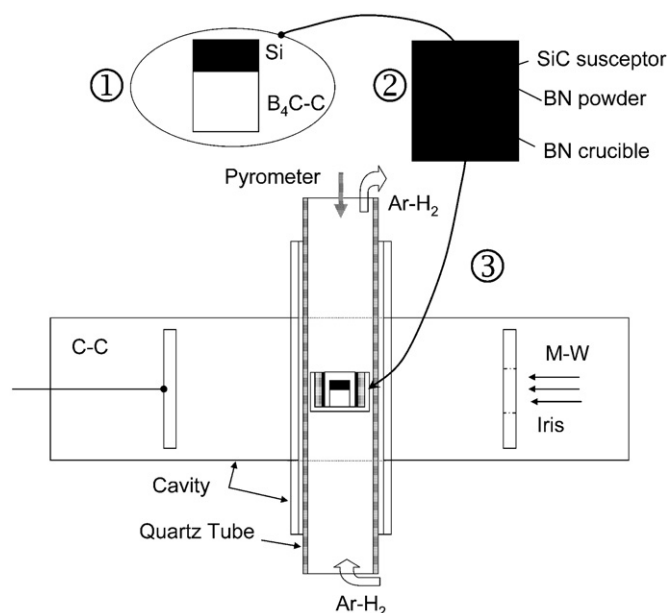 ①
Si
B₄C-C
②
SiC susceptor
BN powder
BN crucible
Pyrometer
Ar-H₂
③
C-C
M-W
Iris
Cavity
Quartz Tube
Ar-H₂